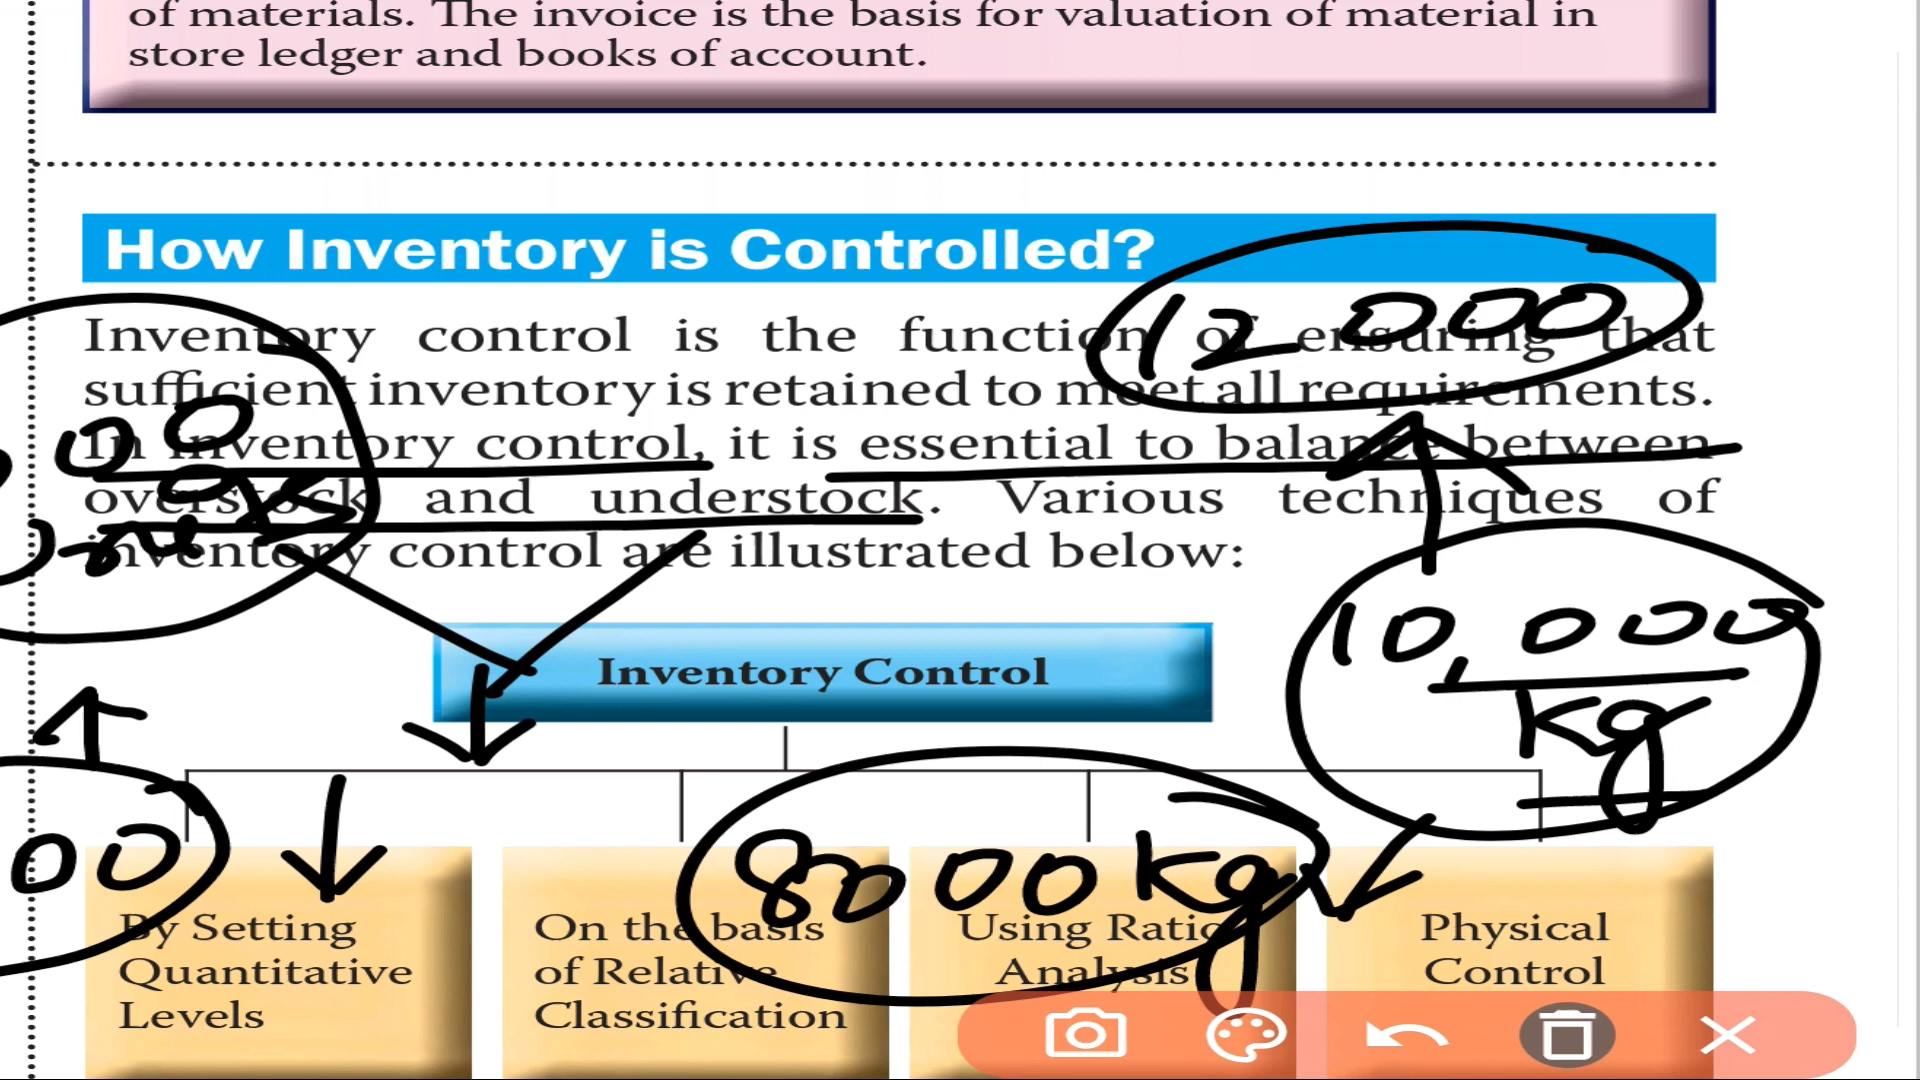 of materials. The invoice is the basis for valuation of material in
store ledger and books of account.
How Inventory is Controlled?
12 000
Inventory control is the function of ensuring that
sufficient inventory is retained to meet all requirements.
In inventory control, it is essential to balance between
overstock and understock. Various techniques of
inventory control are illustrated below:
10,000
kg
Inventory Control
8000 kg
By Setting
Quantitative
Levels
On the basis
of Relative
Classification
Using Ratio
Analysis
Physical
Control